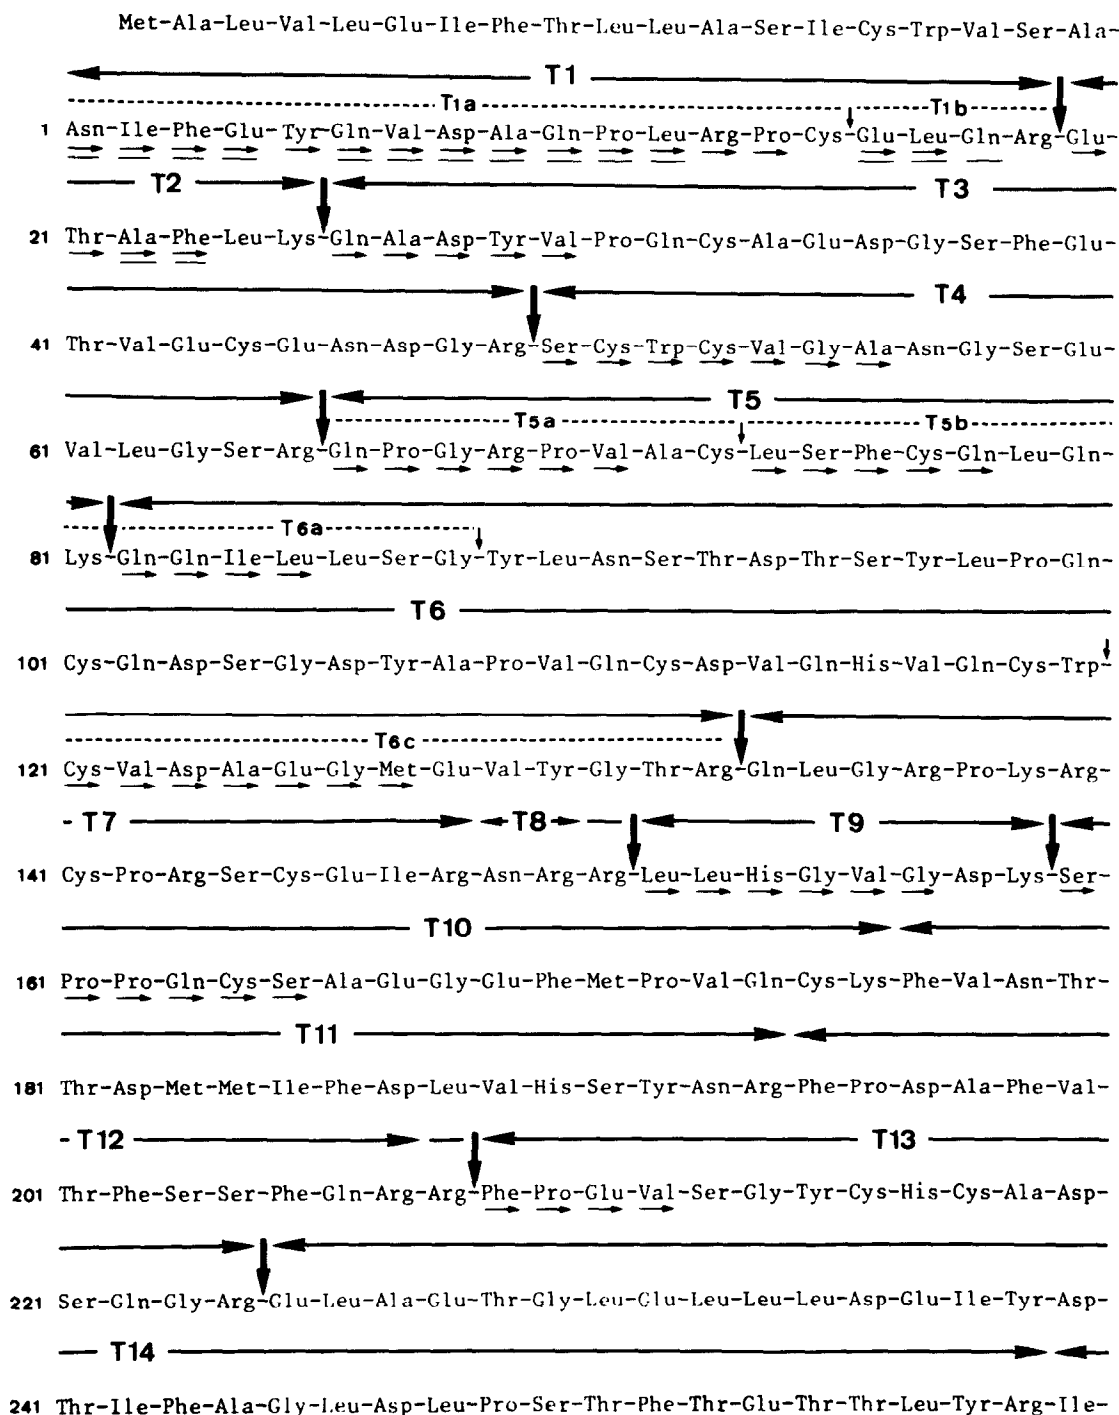 Met-Ala-Leu-Val-Leu-Glu-Ile-Phe-Thr-Leu-Leu-Ala-Ser-Ile-Cys-Trp-Val-Ser-Ala-
T1
T1a T1b
1 Asn-Ile-Phe-Glu-Tyr-Gln-Val-Asp-Ala-Gln-Pro-Leu-Arg-Pro-Cys-Glu-Leu-Gln-Arg-Glu-
T2 T3
21 Thr-Ala-Phe-Leu-Lys-Gln-Ala-Asp-Tyr-Val-Pro-Gln-Cys-Ala-Glu-Asp-Gly-Ser-Phe-Glu-
T4
41 Thr-Val-Glu-Cys-Glu-Asn-Asp-Gly-Arg-Ser-Cys-Trp-Cys-Val-Gly-Ala-Asn-Gly-Ser-Glu-
T5
T5a T5b
61 Val-Leu-Gly-Ser-Arg-Gln-Pro-Gly-Arg-Pro-Val-Ala-Cys-Leu-Ser-Phe-Cys-Gln-Leu-Gln-
T6a
81 Lys-Gln-Gln-Ile-Leu-Leu-Ser-Gly-Tyr-Leu-Asn-Ser-Thr-Asp-Thr-Ser-Tyr-Leu-Pro-Gln-
T6
101 Cys-Gln-Asp-Ser-Gly-Asp-Tyr-Ala-Pro-Val-Gln-Cys-Asp-Val-Gln-His-Val-Gln-Cys-Trp-
T6c
121 Cys-Val-Asp-Ala-Glu-Gly-Met-Glu-Val-Tyr-Gly-Thr-Arg-Gln-Leu-Gly-Arg-Pro-Lys-Arg-
T7 T8 T9
141 Cys-Pro-Arg-Ser-Cys-Glu-Ile-Arg-Asn-Arg-Arg-Leu-Leu-His-Gly-Val-Gly-Asp-Lys-Ser-
T10
161 Pro-Pro-Gln-Cys-Ser-Ala-Glu-Gly-Glu-Phe-Met-Pro-Val-Gln-Cys-Lys-Phe-Val-Asn-Thr-
T11
181 Thr-Asp-Met-Met-Ile-Phe-Asp-Leu-Val-His-Ser-Tyr-Asn-Arg-Phe-Pro-Asp-Ala-Phe-Val-
T12 T13
201 Thr-Phe-Ser-Ser-Phe-Gln-Arg-Arg-Phe-Pro-Glu-Val-Ser-Gly-Tyr-Cys-His-Cys-Ala-Asp-
221 Ser-Gln-Gly-Arg-Glu-Leu-Ala-Glu-Thr-Gly-Leu-Glu-Leu-Leu-Leu-Asp-Glu-Ile-Tyr-Asp-
T14
241 Thr-Ile-Phe-Ala-Gly-Leu-Asp-Leu-Pro-Ser-Thr-Phe-Thr-Glu-Thr-Thr-Leu-Tyr-Arg-Ile-